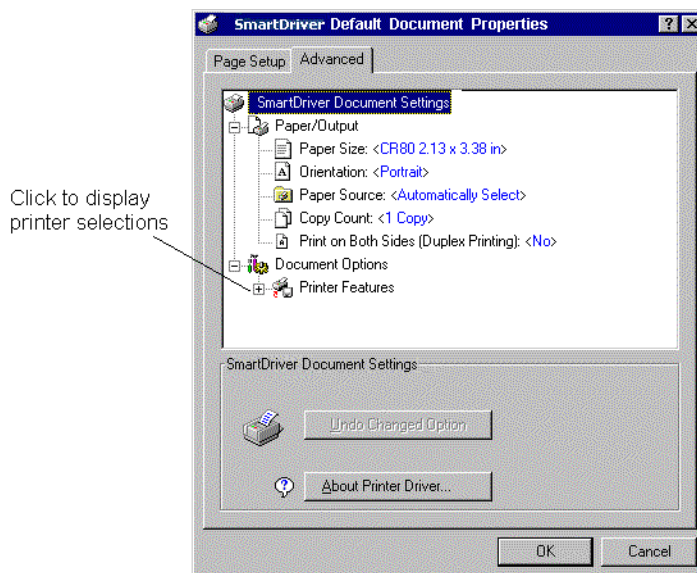 SmartDriver Default Document Properties
Page Setup
Advanced
SmartDriver Document Settings
Paper/Output
Paper Size: <CR80 2.13 x 3.38 in>
Orientation: <Portrait>
Paper Source: <Automatically Select>
Copy Count: <1 Copy>
Print on Both Sides (Duplex Printing): <No>
Document Options
Printer Features
Click to display
printer selections
SmartDriver Document Settings
Undo Changed Option
About Printer Driver...
OK
Cancel